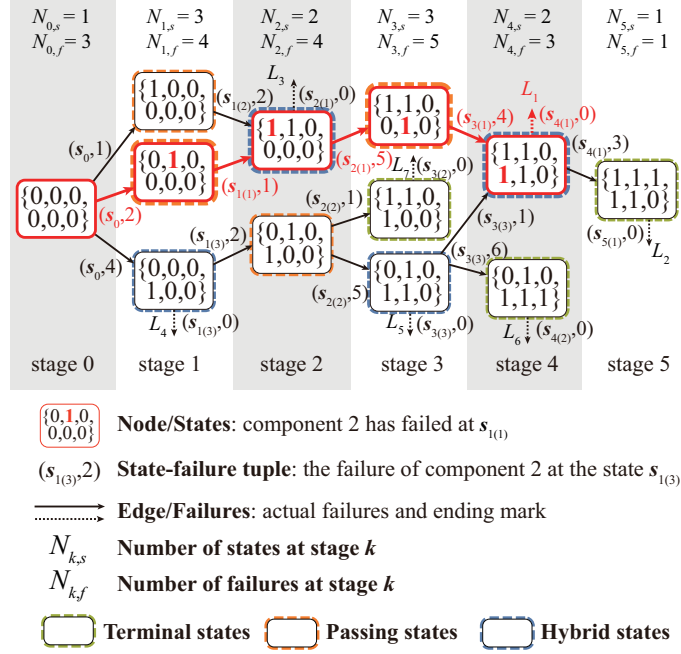 N0,s = 1 N1,s = 3 N2,s = 2 N3,s = 3 N4,s = 2 N5,s = 1
N0,f = 3 N1,f = 4 N2,f = 4 N3,f = 5 N4,f = 3 N5,f = 1
{0,0,0,
0,0,0}
(s0,1)
(s0,2)
(s0,4)
{1,0,0,
0,0,0}
{0,1,0,
0,0,0}
{0,0,0,
1,0,0}
(s1(2),2)
(s1(1),1)
(s1(3),2)
L4
(s1(3),0)
L3
(s2(1),0)
{1,1,0,
0,0,0}
{0,1,0,
1,0,0}
(s2(1),5)
(s2(2),1)
(s2(2),5)
{1,1,0,
0,1,0}
L7
(s3(2),0)
{1,1,0,
1,0,0}
{0,1,0,
1,1,0}
L5
(s3(3),0)
(s3(1),4)
(s3(3),1)
(s3(3),6)
L1
(s4(1),0)
{1,1,0,
1,1,0}
{0,1,0,
1,1,1}
L6
(s4(2),0)
(s4(1),3)
{1,1,1,
1,1,0}
(s5(1),0)
L2
stage 0 stage 1 stage 2 stage 3 stage 4 stage 5
{0,1,0,
0,0,0}
Node/States: component 2 has failed at s1(1)
(s1(3),2) State-failure tuple: the failure of component 2 at the state s1(3)
Edge/Failures: actual failures and ending mark
Nk,s Number of states at stage k
Nk,f Number of failures at stage k
Terminal states Passing states Hybrid states